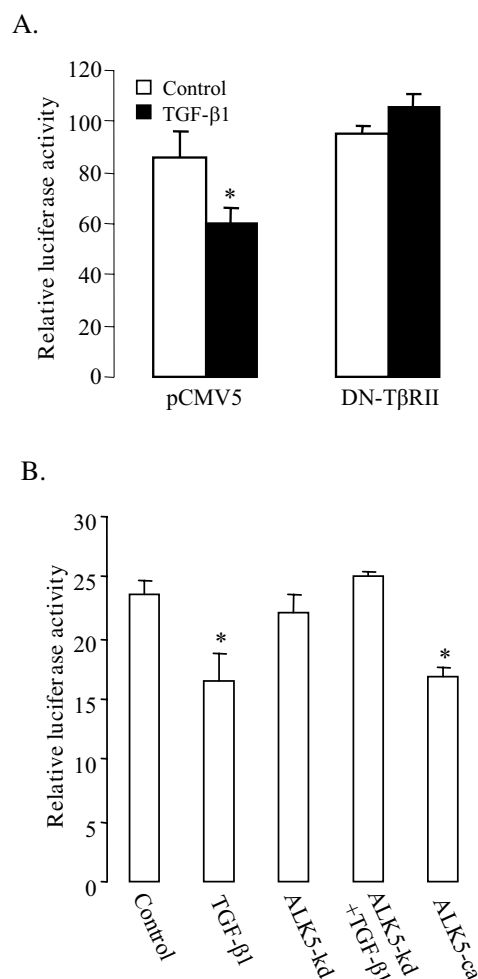 A.
Relative luciferase activity
120
100
80
60
40
20
0
Control
TGF-β1
*
pCMV5
DN-TβRII
B.
Relative luciferase activity
30
25
20
15
10
5
0
*
*
Control
TGF-β1
ALK5-kd
ALK5-kd
+TGF-β1
ALK5-ca